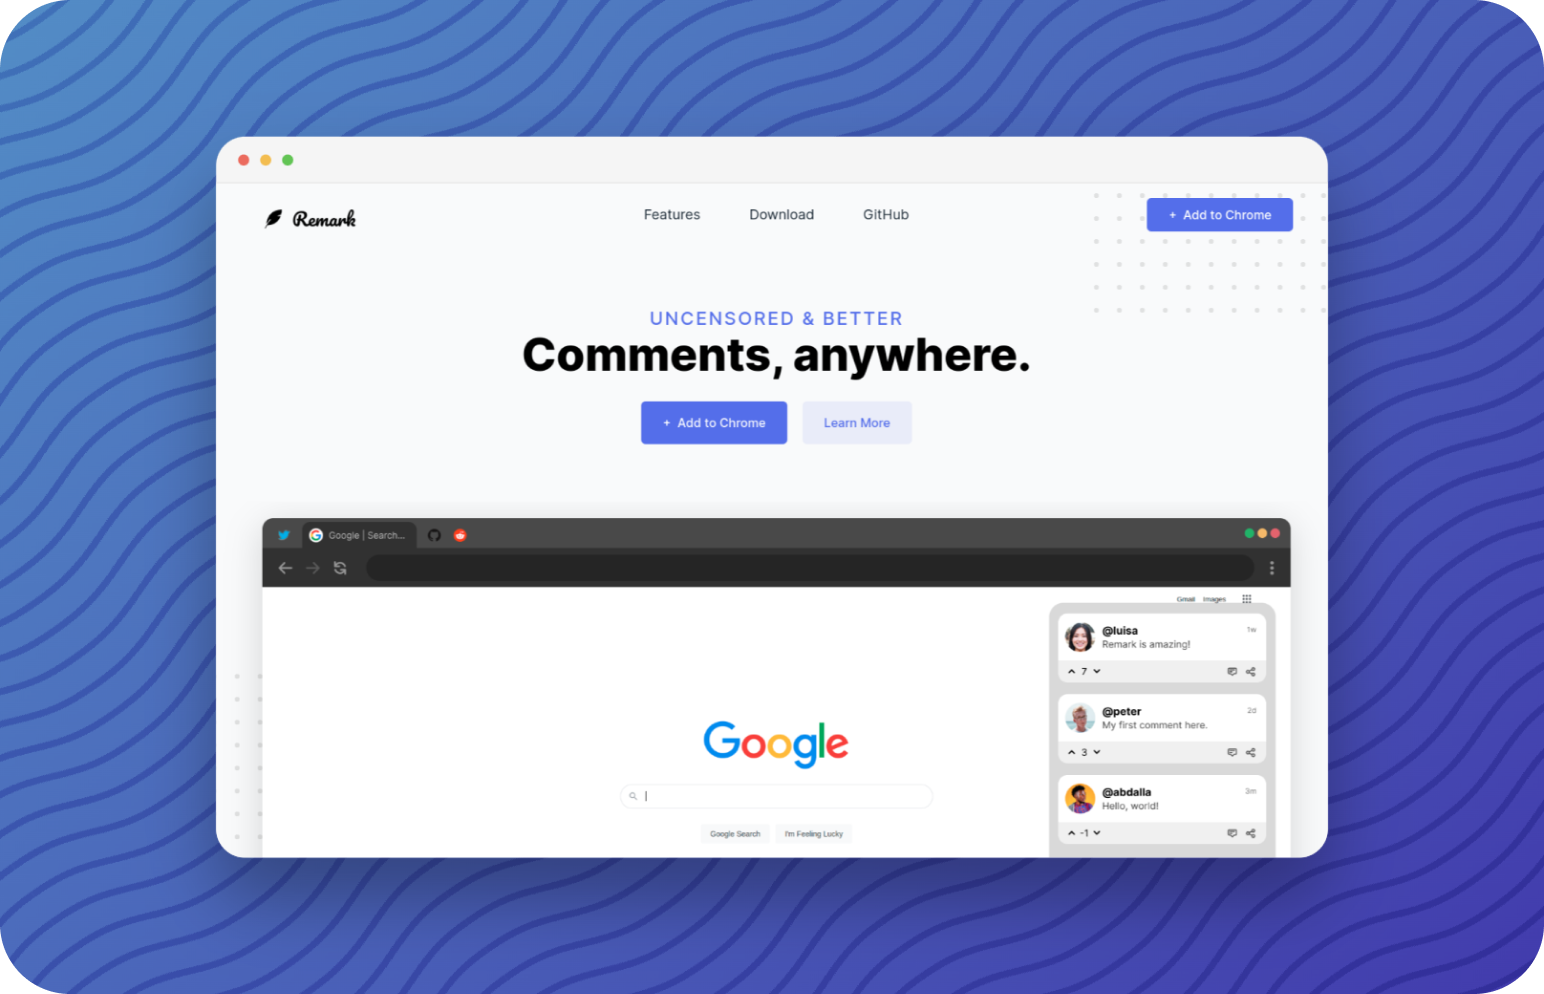 Remark
Features
Download
GitHub
+ Add to Chrome
UNCENSORED & BETTER
Comments, anywhere.
+ Add to Chrome
Learn More
Google | Search...
Gmail Images
@luisa 1w
Remark is amazing!
7
@peter 2d
My first comment here.
3
@abdalla 3m
Hello, world!
-1
Google
Google Search
I'm Feeling Lucky